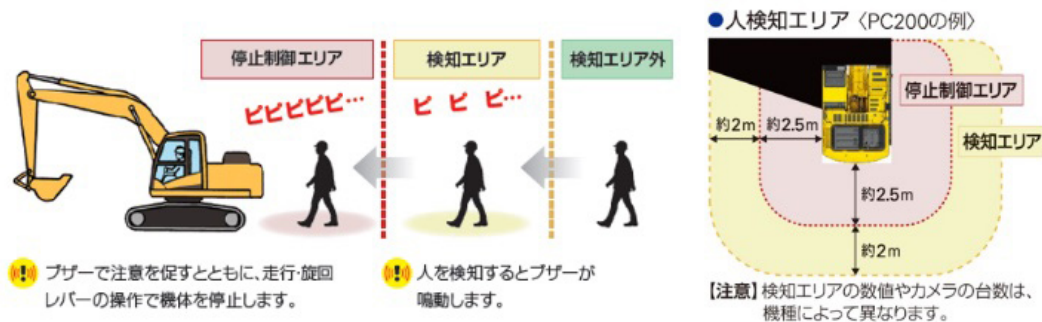 停止制御エリア
検知エリア
検知エリア外
ピピピピピ…
ピ ピ ピ…
ブザーで注意を促すとともに、走行・旋回
レバーの操作で機体を停止します。
人を検知するとブザーが
鳴動します。
●人検知エリア〈PC200の例〉
停止制御エリア
検知エリア
約2m
約2.5m
約2.5m
約2m
【注意】検知エリアの数値やカメラの台数は、
機種によって異なります。